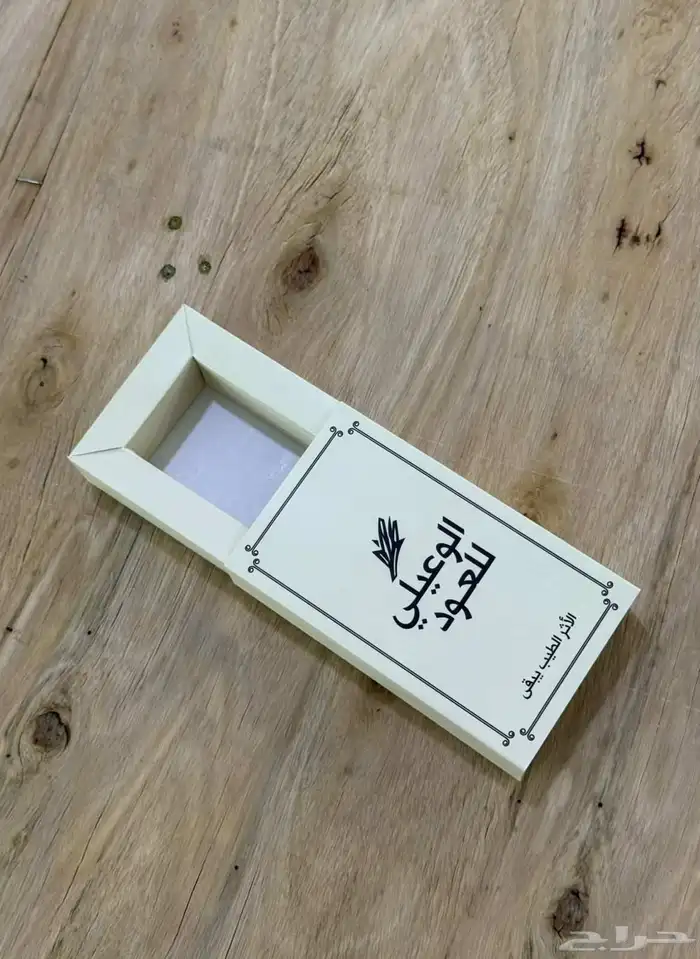 الوعيلي
للعود
الأثر الطيب يبقى
حراج